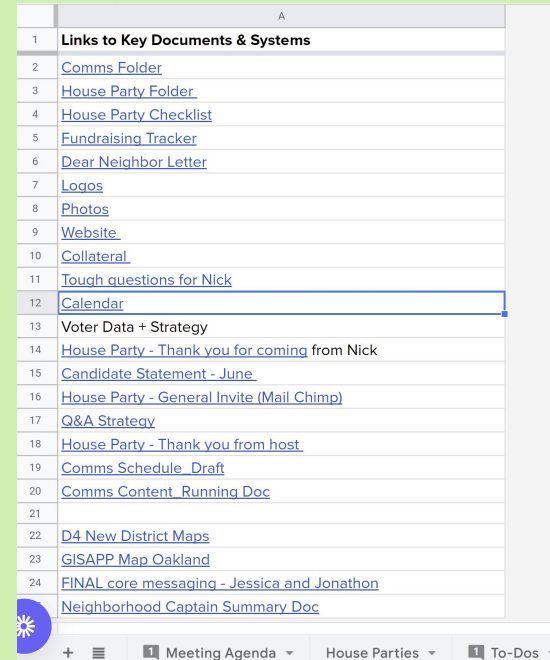 A
1 Links to Key Documents & Systems
2 Comms Folder
3 House Party Folder
4 House Party Checklist
5 Fundraising Tracker
6 Dear Neighbor Letter
7 Logos
8 Photos
9 Website
10 Collateral
11 Tough questions for Nick
12 Calendar
13 Voter Data + Strategy
14 House Party - Thank you for coming from Nick
15 Candidate Statement - June
16 House Party - General Invite (Mail Chimp)
17 Q&A Strategy
18 House Party - Thank you from host
19 Comms Schedule_Draft
20 Comms Content_Running Doc
21
22 D4 New District Maps
23 GISAPP Map Oakland
24 FINAL core messaging - Jessica and Jonathon
Neighborhood Captain Summary Doc
1 Meeting Agenda House Parties 1 To-Dos